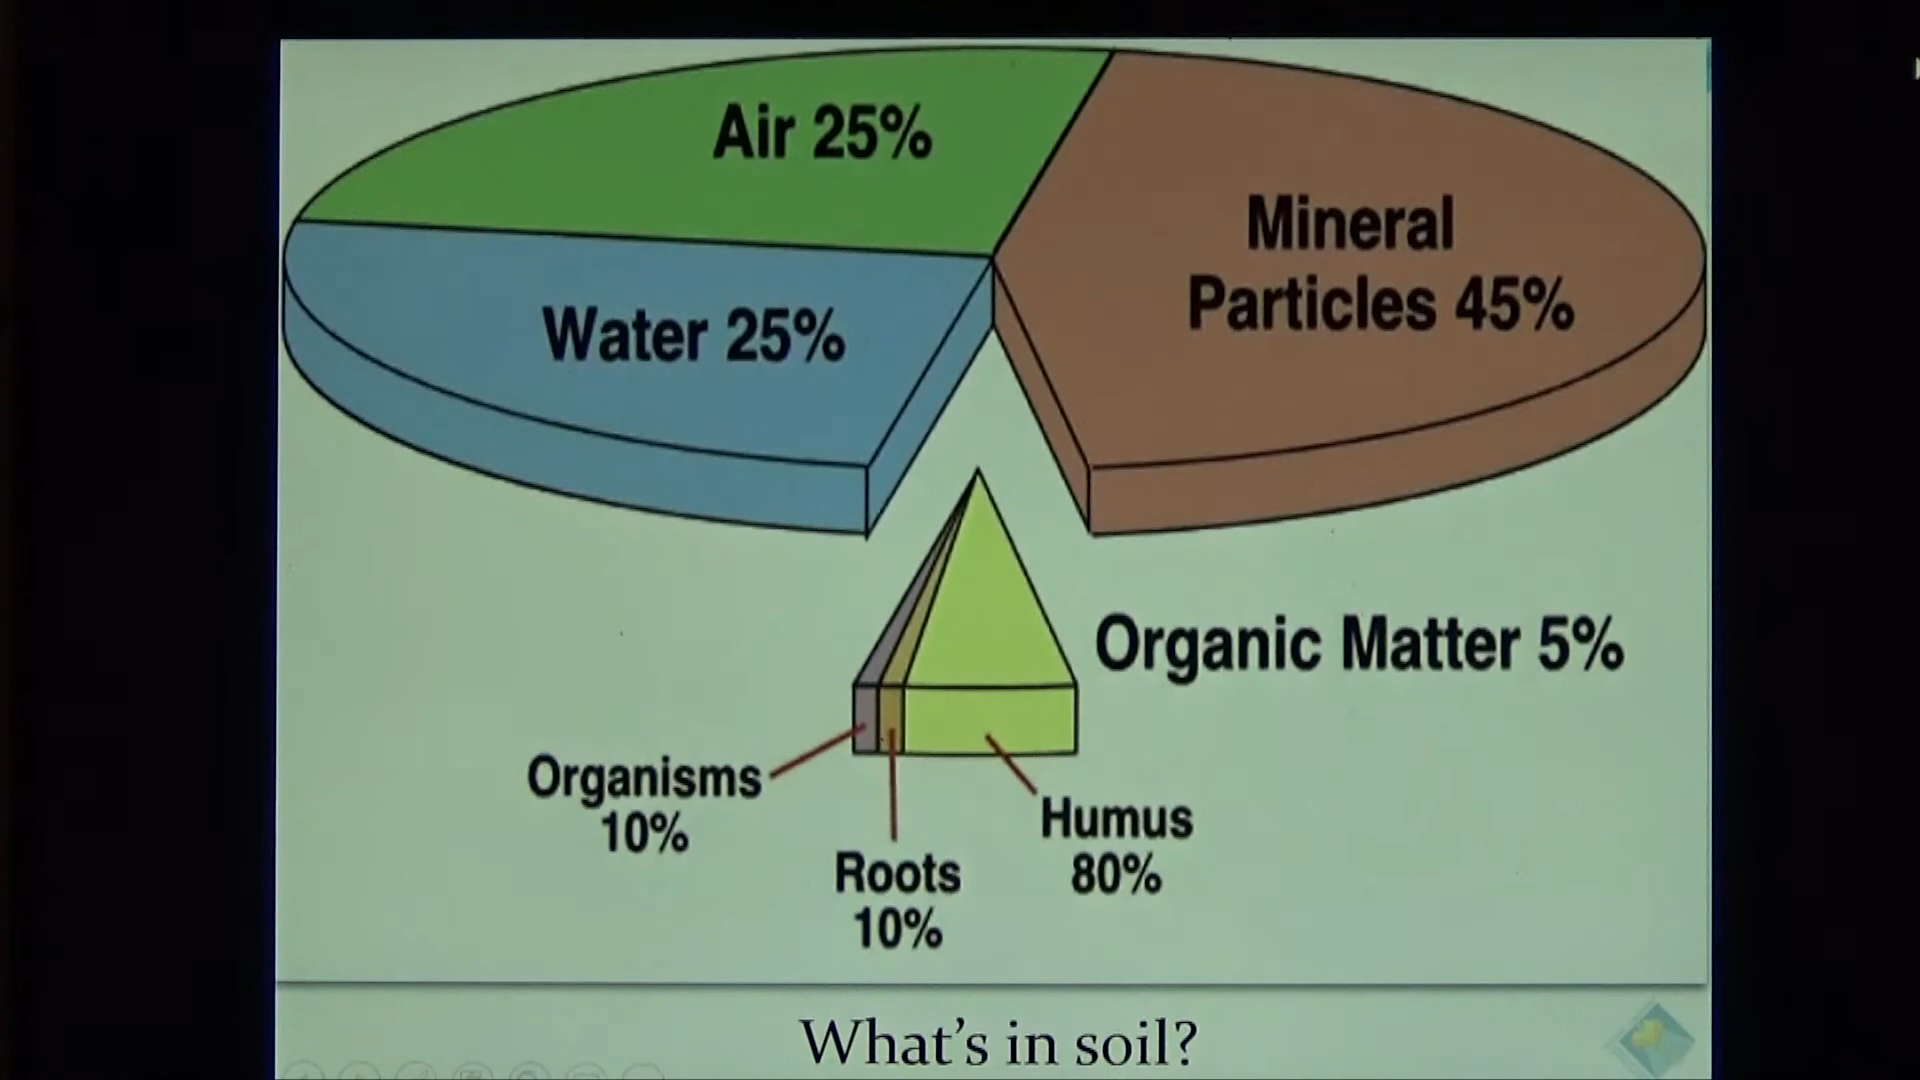 Air 25%
Mineral
Particles 45%
Water 25%
Organic Matter 5%
Organisms
10%
Roots
10%
Humus
80%
What's in soil?